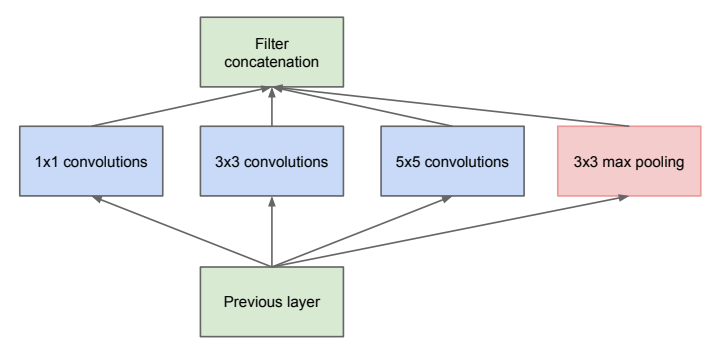 Filter
concatenation
1x1 convolutions
3x3 convolutions
5x5 convolutions
3x3 max pooling
Previous layer